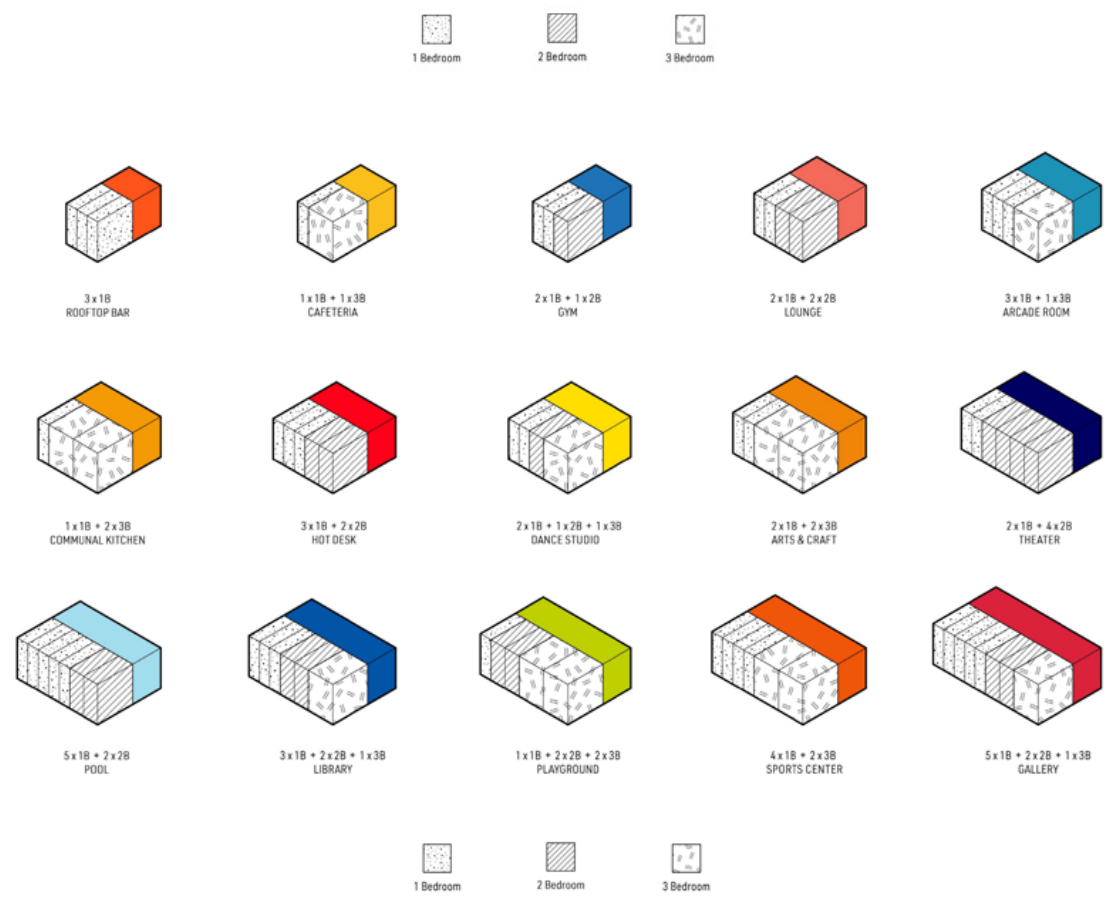 1 Bedroom
2 Bedroom
3 Bedroom
3 x 1B
ROOFTOP BAR
1 x 1B + 1 x 3B
CAFETERIA
2 x 1B + 1 x 2B
GYM
2 x 1B + 2 x 2B
LOUNGE
3 x 1B + 1 x 3B
ARCADE ROOM
1 x 1B + 2 x 3B
COMMUNAL KITCHEN
3 x 1B + 2 x 2B
HOT DESK
2 x 1B + 1 x 2B + 1 x 3B
DANCE STUDIO
2 x 1B + 2 x 3B
ARTS & CRAFT
2 x 1B + 4 x 2B
THEATER
5 x 1B + 2 x 2B
POOL
3 x 1B + 2 x 2B + 1 x 3B
LIBRARY
1 x 1B + 2 x 2B + 2 x 3B
PLAYGROUND
4 x 1B + 2 x 3B
SPORTS CENTER
5 x 1B + 2 x 2B + 1 x 3B
GALLERY
1 Bedroom
2 Bedroom
3 Bedroom